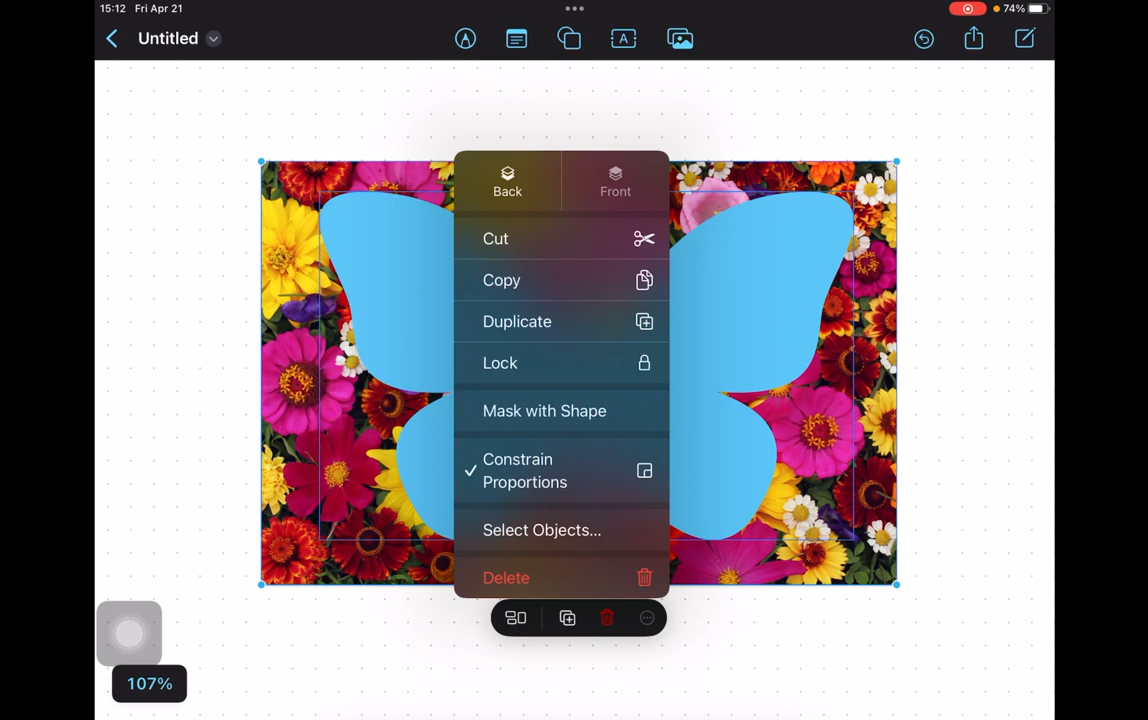 15:12 Fri Apr 21
74%
Untitled
A
Back
Front
Cut
Copy
Duplicate
Lock
Mask with Shape
Constrain
Proportions
Select Objects...
Delete
107%